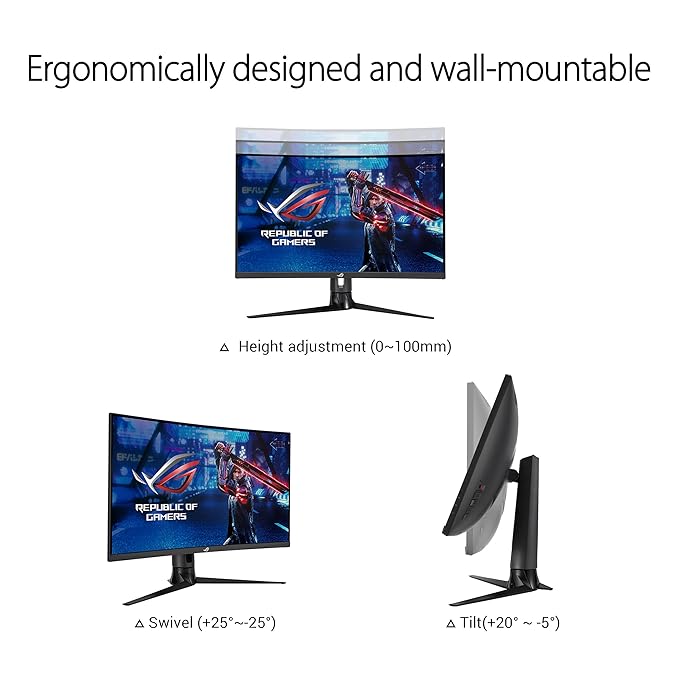 Ergonomically designed and wall-mountable
REPUBLIC OF
GAMERS
△ Height adjustment (0~100mm)
REPUBLIC OF
GAMERS
△ Swivel (+25°~-25°)
△ Tilt(+20° ~ -5°)